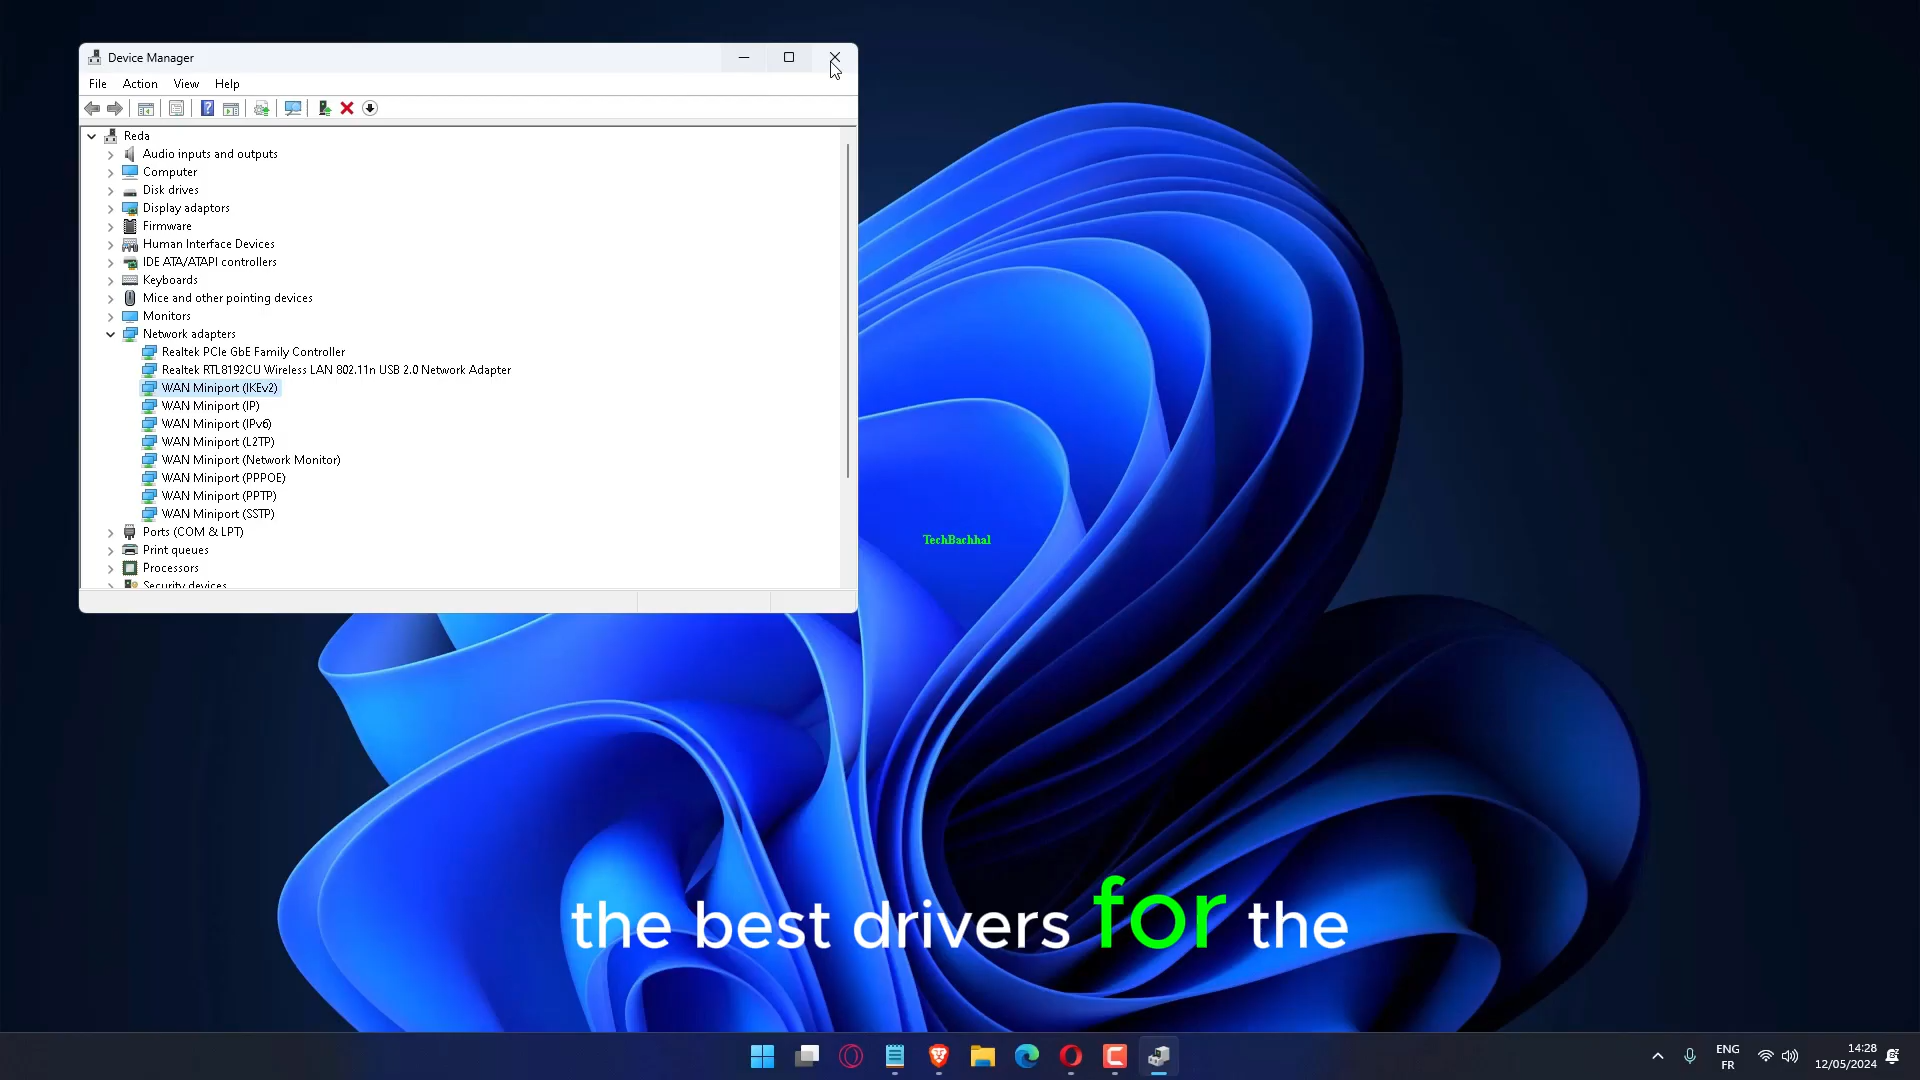 Device Manager
File Action View Help
Reda
Audio inputs and outputs
Computer
Disk drives
Display adaptors
Firmware
Human Interface Devices
IDE ATA/ATAPI controllers
Keyboards
Mice and other pointing devices
Monitors
Network adapters
Realtek PCIe GbE Family Controller
Realtek RTL8192CU Wireless LAN 802.11n USB 2.0 Network Adapter
WAN Miniport (IKEv2)
WAN Miniport (IP)
WAN Miniport (IPv6)
WAN Miniport (L2TP)
WAN Miniport (Network Monitor)
WAN Miniport (PPPOE)
WAN Miniport (PPTP)
WAN Miniport (SSTP)
Ports (COM & LPT)
Print queues
Processors
Security devices
TechBachhal
the best drivers for the
ENG
FR
14:28
12/05/2024